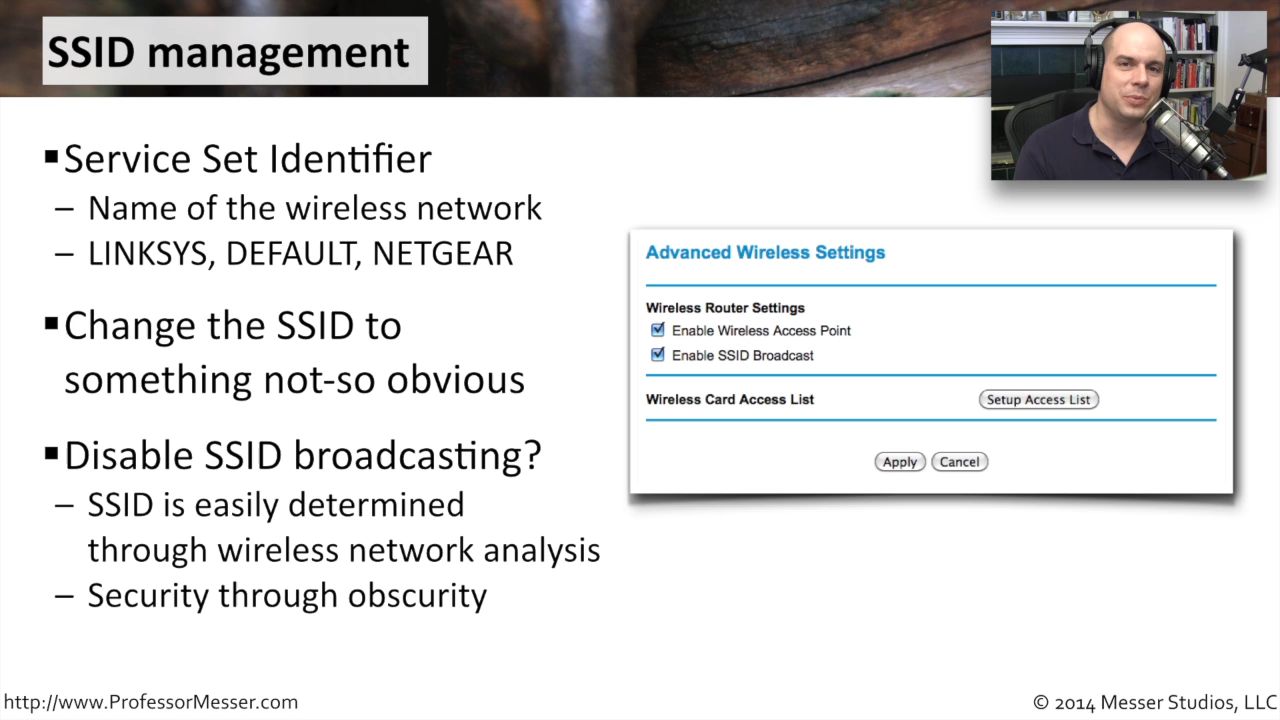 SSID management
▪Service Set Identifier
– Name of the wireless network
– LINKSYS, DEFAULT, NETGEAR
▪Change the SSID to
something not-so obvious
▪Disable SSID broadcasting?
– SSID is easily determined
through wireless network analysis
– Security through obscurity
Advanced Wireless Settings
Wireless Router Settings
Enable Wireless Access Point
Enable SSID Broadcast
Wireless Card Access List Setup Access List
Apply Cancel
http://www.ProfessorMesser.com © 2014 Messer Studios, LLC